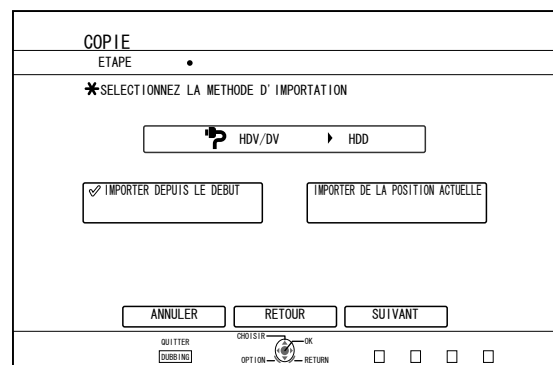 COPIE
ETAPE
SELECTIONNEZ LA METHODE D'IMPORTATION
HDV/DV HDD
IMPORTER DEPUIS LE DEBUT
IMPORTER DE LA POSITION ACTUELLE
ANNULER RETOUR SUIVANT
QUITTER CHOISIR OK
DUBBING OPTION RETURN